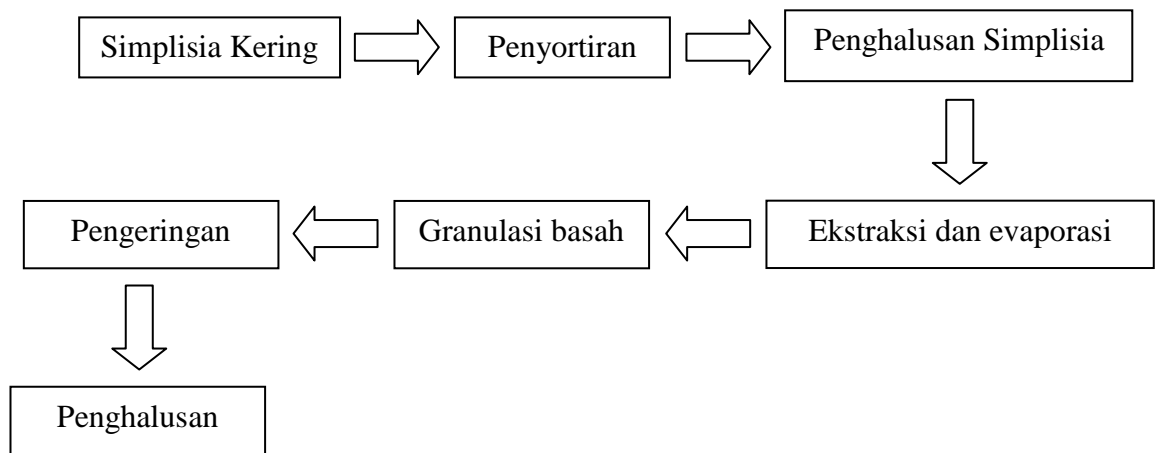 Simplisia Kering
Penyortiran
Penghalusan Simplisia
Ekstraksi dan evaporasi
Granulasi basah
Pengeringan
Penghalusan